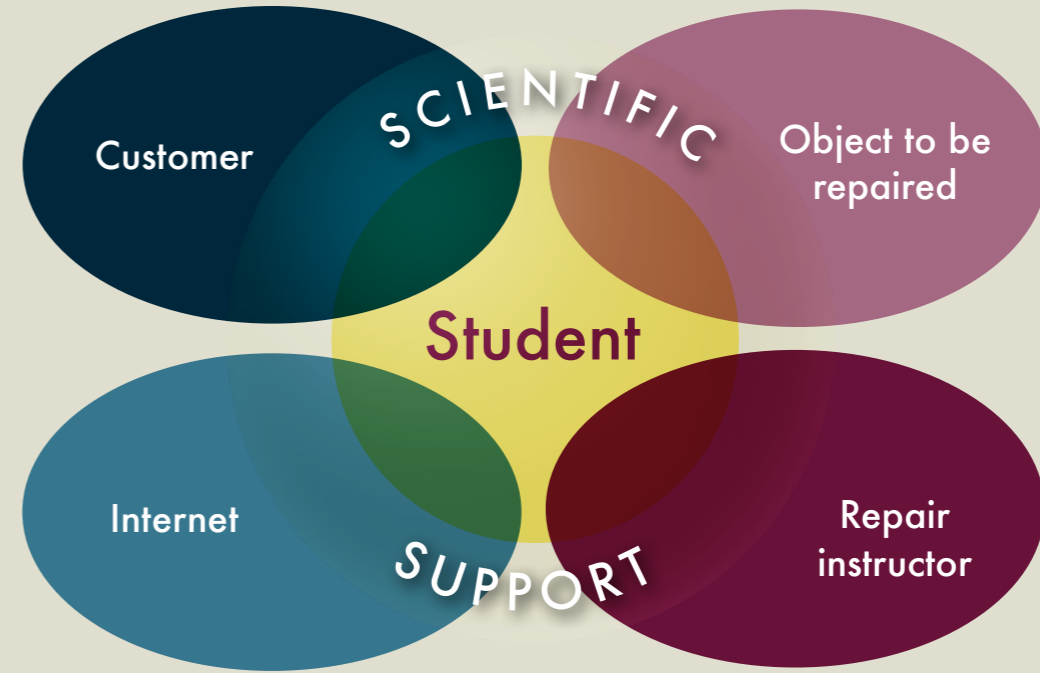 SCIENTIFIC
Customer
Object to be
repaired
Student
Internet
Repair
instructor
SUPPORT